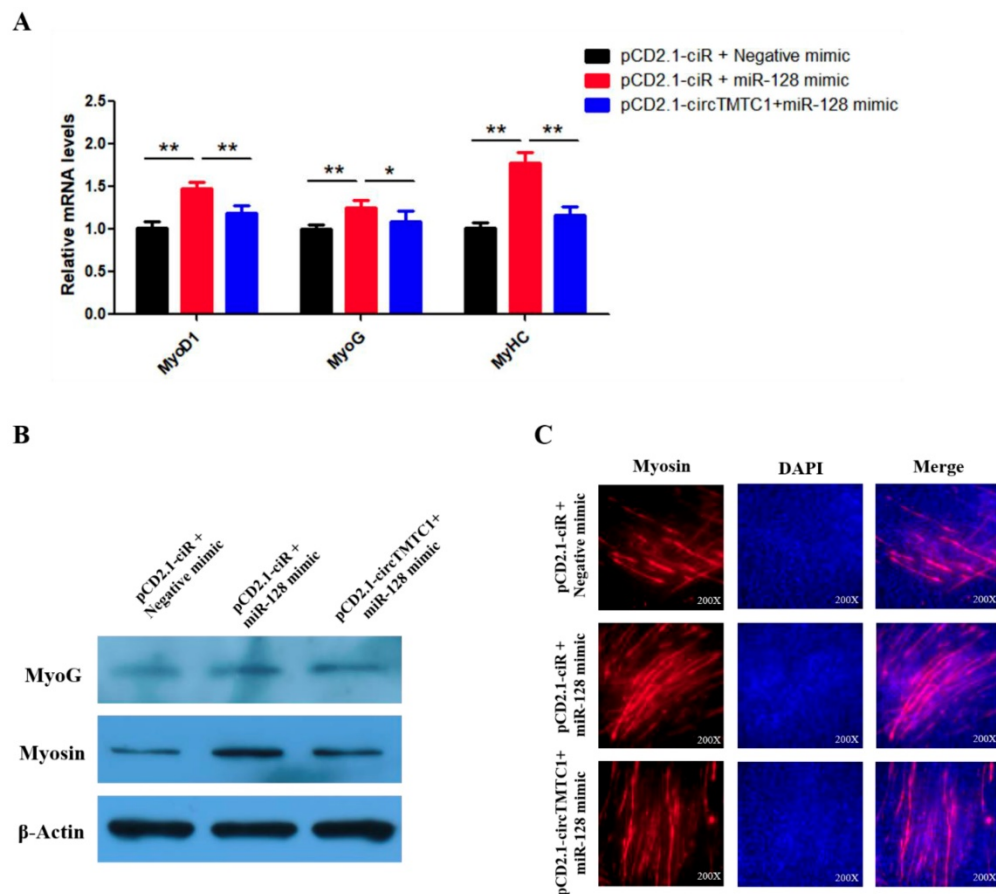 A
pCD2.1-ciR + Negative mimic
pCD2.1-ciR + miR-128 mimic
pCD2.1-circTMTC1+miR-128 mimic
Relative mRNA levels
2.5
2.0
1.5
1.0
0.5
0.0
** **
** *
** **
MyoD1
MyoG
MyHC
B
pCD2.1-ciR +
Negative mimic
pCD2.1-ciR +
miR-128 mimic
pCD2.1-circTMTC1+
miR-128 mimic
MyoG
Myosin
β-Actin
C
Myosin DAPI Merge
pCD2.1-ciR +
Negative mimic
200X 200X 200X
pCD2.1-ciR +
miR-128 mimic
200X 200X 200X
pCD2.1-circTMTC1+
miR-128 mimic
200X 200X 200X